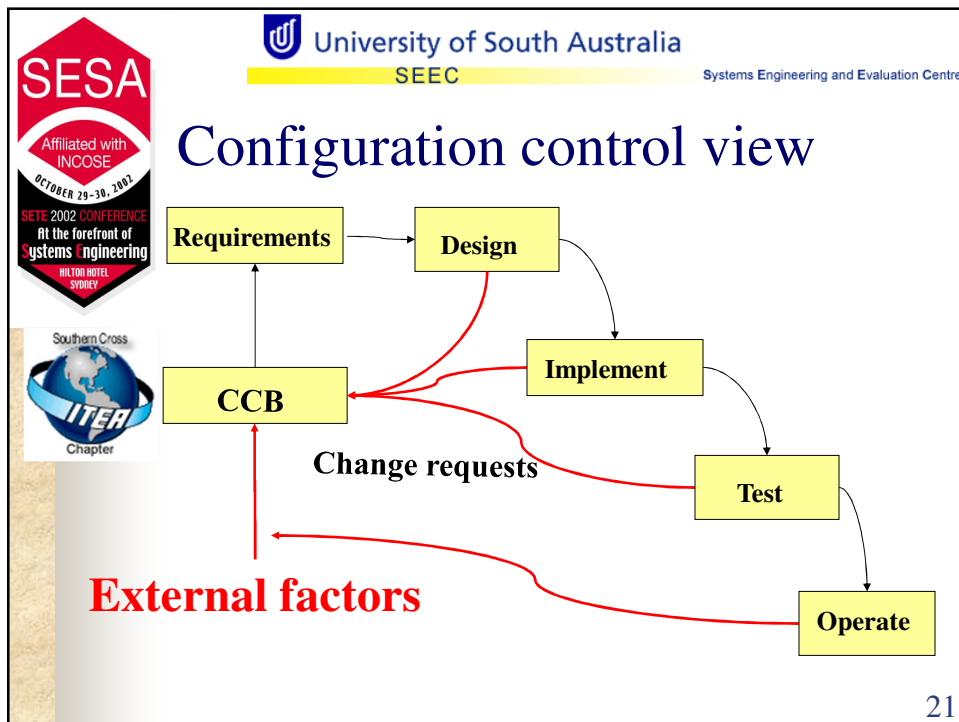 SESA
Affiliated with
INCOSE
OCTOBER 29-30, 2002
SETE 2002 CONFERENCE
At the forefront of
Systems Engineering
HILTON HOTEL
SYDNEY
University of South Australia
SEEC
Systems Engineering and Evaluation Centre
Configuration control view
Southern Cross
ITEA
Chapter
Requirements
Design
Implement
CCB
Change requests
Test
External factors
Operate
21